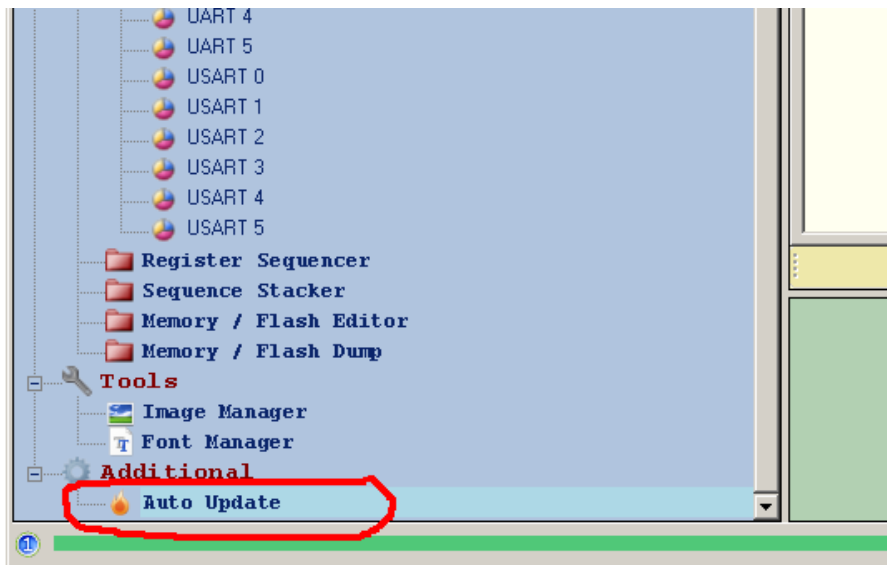 UART 4
UART 5
USART 0
USART 1
USART 2
USART 3
USART 4
USART 5
Register Sequencer
Sequence Stacker
Memory / Flash Editor
Memory / Flash Dump
Tools
Image Manager
Font Manager
Additional
Auto Update
1